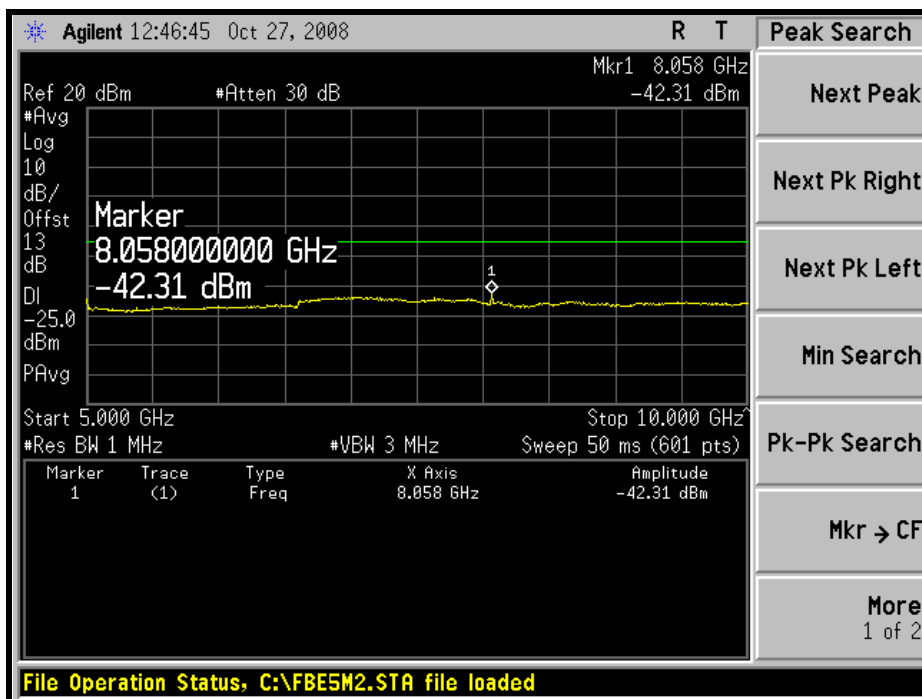 Agilent 12:46:45 Oct 27, 2008 R T
Peak Search
Mkr1 8.058 GHz
Ref 20 dBm #Atten 30 dB -42.31 dBm
Next Peak
#Avg
Log
10
dB/
Offst
13
dB
DI
-25.0
dBm
PAvg
Marker
8.058000000 GHz
-42.31 dBm
1
Next Pk Right
Next Pk Left
Min Search
Start 5.000 GHz Stop 10.000 GHz^
#Res BW 1 MHz #VBW 3 MHz Sweep 50 ms (601 pts)
Pk-Pk Search
Marker Trace Type X Axis Amplitude
1 (1) Freq 8.058 GHz -42.31 dBm
Mkr → CF
More
1 of 2
File Operation Status, C:\FBE5M2.STA file loaded